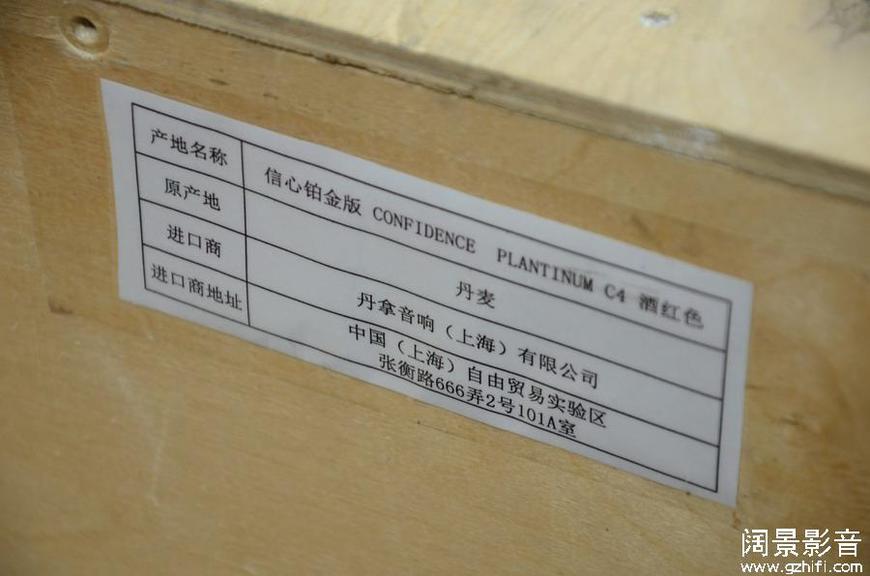 产地名称 信心铂金版 CONFIDENCE PLANTINUM C4 酒红色
原产地 丹麦
进口商 丹拿音响（上海）有限公司
进口商地址 中国（上海）自由贸易实验区
张衡路666弄2号101A室
阔景影音
www.gzhifi.com